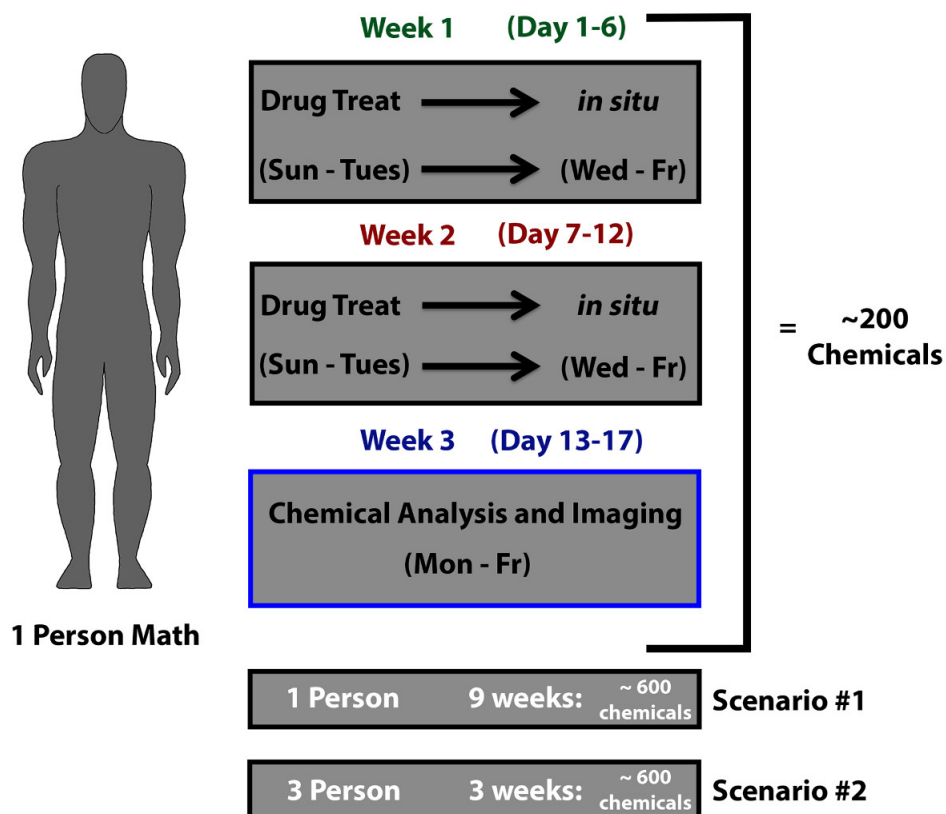 Week 1 (Day 1-6)
Drug Treat in situ
(Sun - Tues) (Wed - Fr)
Week 2 (Day 7-12)
Drug Treat in situ
(Sun - Tues) (Wed - Fr)
= ~200
Chemicals
Week 3 (Day 13-17)
Chemical Analysis and Imaging
(Mon - Fr)
1 Person Math
1 Person 9 weeks: ~ 600
chemicals
Scenario #1
3 Person 3 weeks: ~ 600
chemicals
Scenario #2